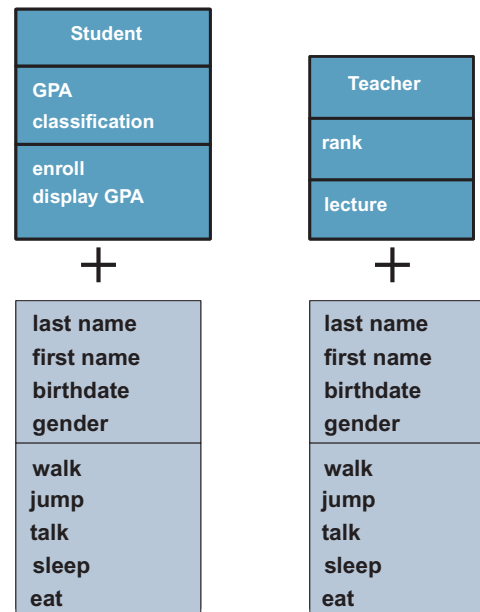 Student
GPA
classification
enroll
display GPA
+
last name
first name
birthdate
gender
walk
jump
talk
sleep
eat
Teacher
rank
lecture
+
last name
first name
birthdate
gender
walk
jump
talk
sleep
eat